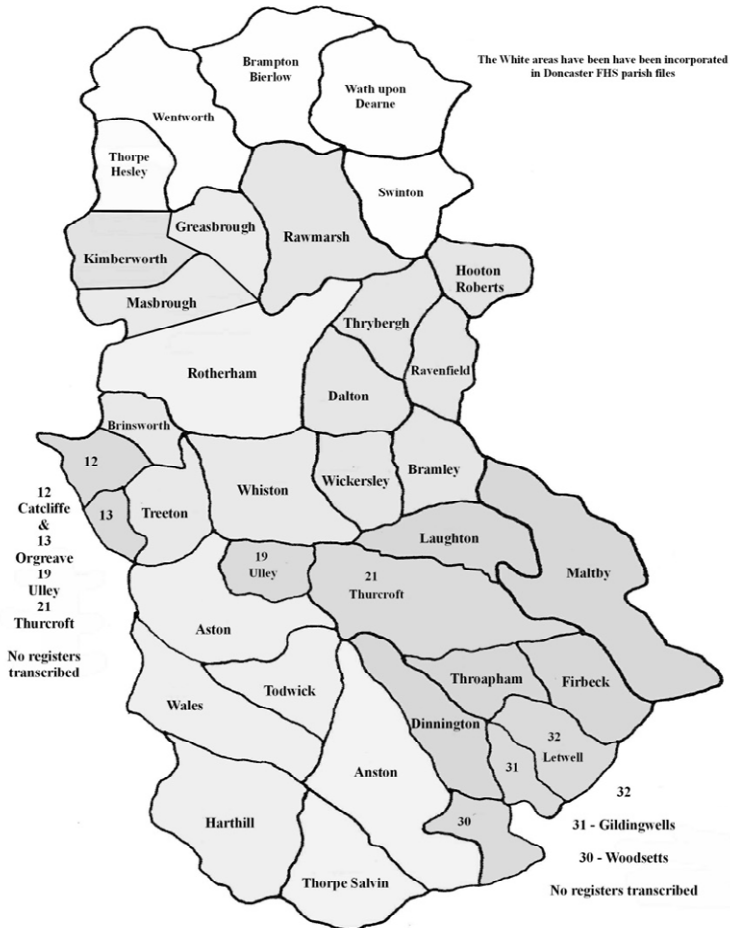 The White areas have been have been incorporated
in Doncaster FHS parish files
Brampton
Bierlow
Wath upon
Dearne
Wentworth
Thorpe
Hesley
Swinton
Greasbrough
Rawmarsh
Kimberworth
Hooton
Roberts
Masbrough
Thrybergh
Rotherham
Ravenfield
Dalton
Brinsworth
12
Whiston
Wickersley
Bramley
13
Treeton
12
Catcliffe
&
13
Orgreave
19
Ulley
21
Thurcroft
No registers
transcribed
Laughton
19
Ulley
21
Thurcroft
Maltby
Aston
Throapham
Firbeck
Todwick
Wales
Dinnington
32
Letwell
31
Anston
30
Harthill
Thorpe Salvin
32
31 - Gildingwells
30 - Woodsetts
No registers transcribed